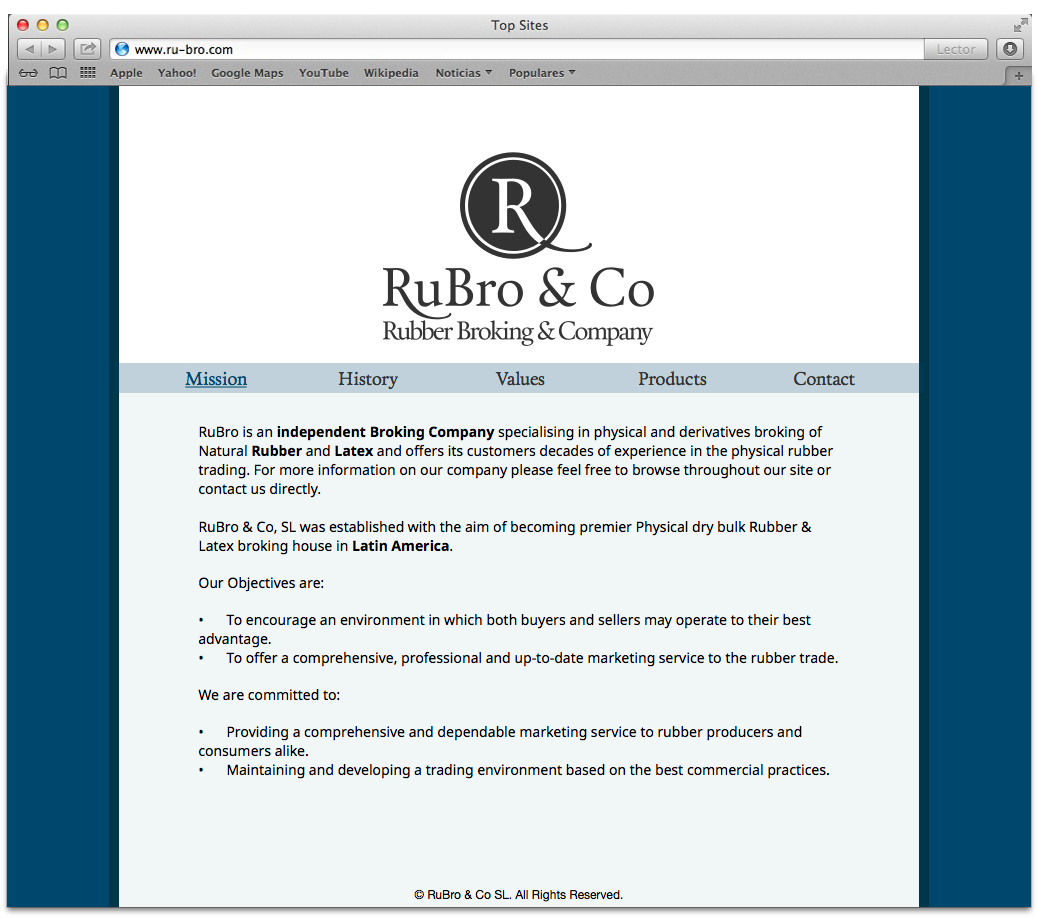 Top Sites
www.ru-bro.com
Lector
Apple Yahoo! Google Maps YouTube Wikipedia Noticias Populares
R
RuBro & Co
Rubber Broking & Company
Mission History Values Products Contact
RuBro is an independent Broking Company specialising in physical and derivatives broking of
Natural Rubber and Latex and offers its customers decades of experience in the physical rubber
trading. For more information on our company please feel free to browse throughout our site or
contact us directly.
RuBro & Co, SL was established with the aim of becoming premier Physical dry bulk Rubber &
Latex broking house in Latin America.
Our Objectives are:
• To encourage an environment in which both buyers and sellers may operate to their best
advantage.
• To offer a comprehensive, professional and up-to-date marketing service to the rubber trade.
We are committed to:
• Providing a comprehensive and dependable marketing service to rubber producers and
consumers alike.
• Maintaining and developing a trading environment based on the best commercial practices.
© RuBro & Co SL. All Rights Reserved.